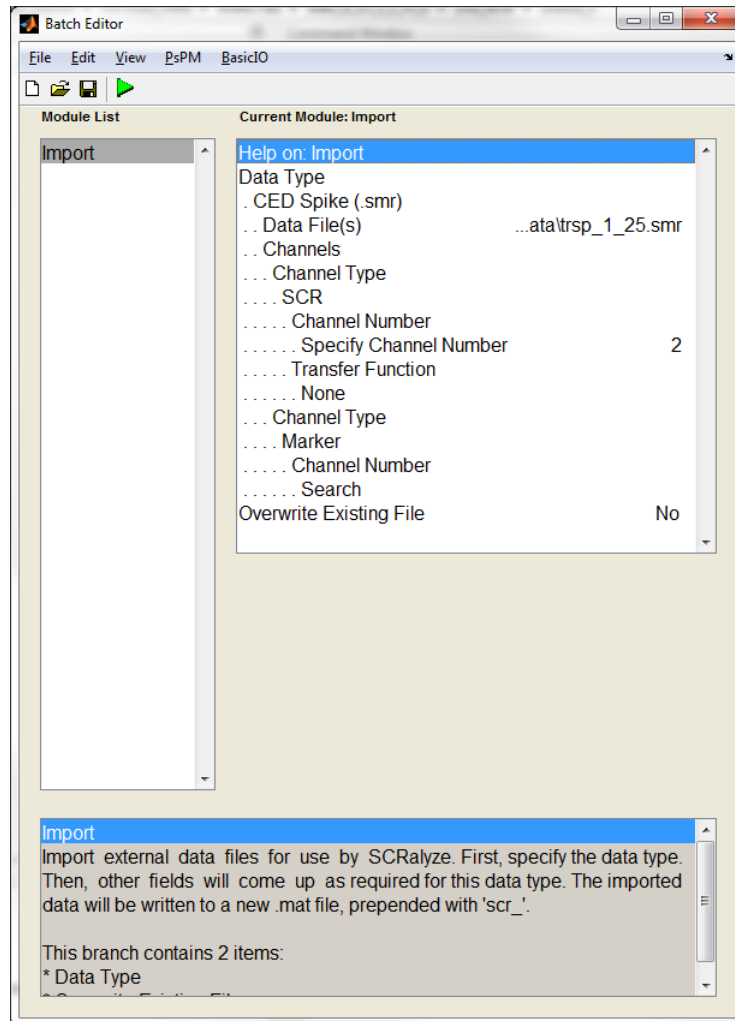 Batch Editor
File Edit View PsPM BasicIO
Module List
Current Module: Import
Import
Help on: Import
Data Type
. CED Spike (.smr)
. . Data File(s) ...ata\trsp_1_25.smr
. . Channels
. . . Channel Type
. . . . SCR
. . . . . Channel Number
. . . . . . Specify Channel Number 2
. . . . . Transfer Function
. . . . . . None
. . . Channel Type
. . . . Marker
. . . . . Channel Number
. . . . . . Search
Overwrite Existing File No
Import
Import external data files for use by SCRalyze. First, specify the data type.
Then, other fields will come up as required for this data type. The imported
data will be written to a new .mat file, prepended with 'scr_'.
This branch contains 2 items:
* Data Type